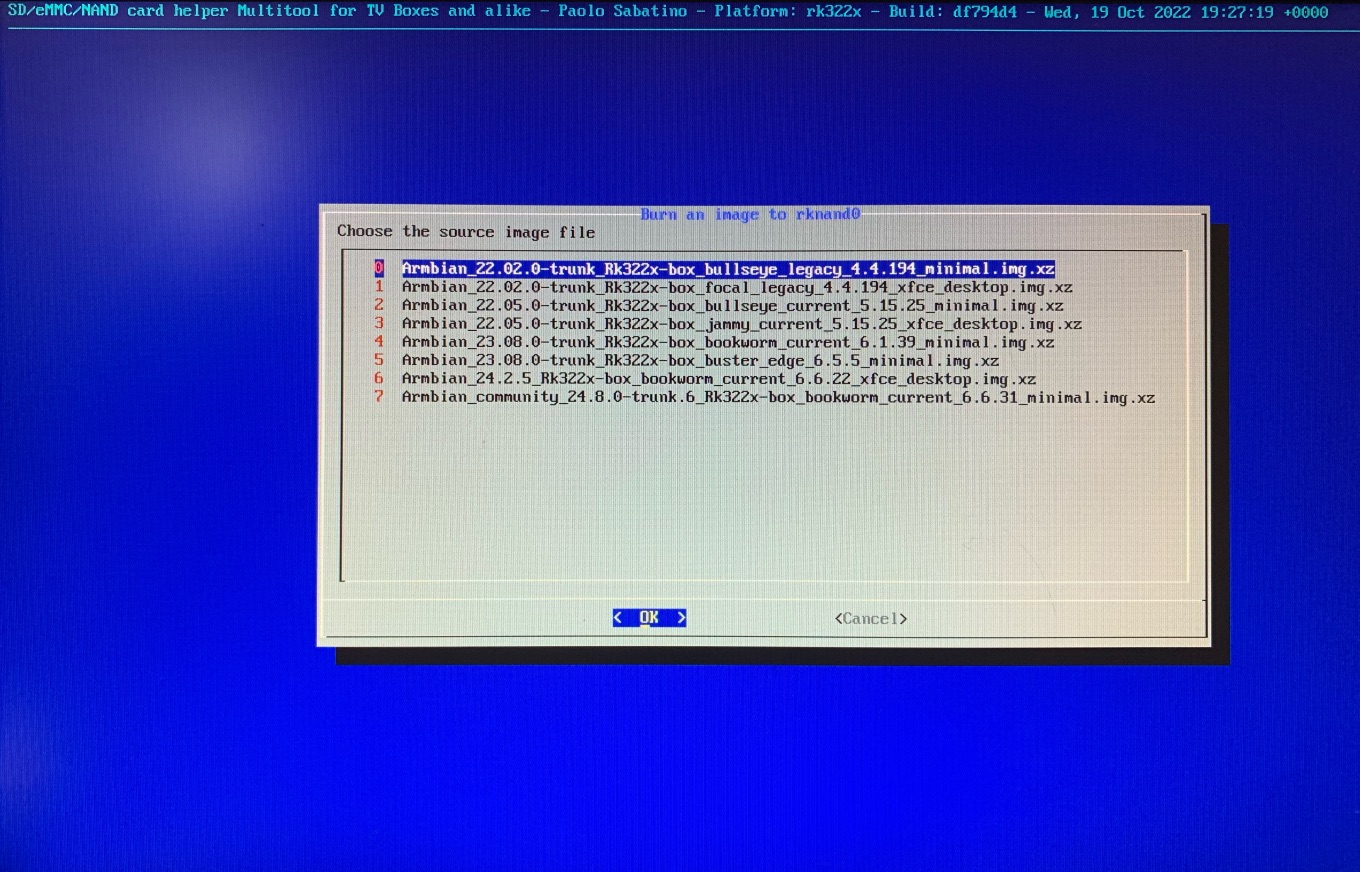 SD/eMMC/NAND card helper Multitool for TV Boxes and alike - Paolo Sabatino - Platform: rk322x - Build: df794d4 - Wed, 19 Oct 2022 19:27:19 +0000
Burn an image to rknand0
Choose the source image file
0 Armbian_22.02.0-trunk_Rk322x-box_bullseye_legacy_4.4.194_minimal.img.xz
1 Armbian_22.02.0-trunk_Rk322x-box_focal_legacy_4.4.194_xfce_desktop.img.xz
2 Armbian_22.05.0-trunk_Rk322x-box_bullseye_current_5.15.25_minimal.img.xz
3 Armbian_22.05.0-trunk_Rk322x-box_jammy_current_5.15.25_xfce_desktop.img.xz
4 Armbian_23.08.0-trunk_Rk322x-box_bookworm_current_6.1.39_minimal.img.xz
5 Armbian_23.08.0-trunk_Rk322x-box_buster_edge_6.5.5_minimal.img.xz
6 Armbian_24.2.5_Rk322x-box_bookworm_current_6.6.22_xfce_desktop.img.xz
7 Armbian_community_24.8.0-trunk.6_Rk322x-box_bookworm_current_6.6.31_minimal.img.xz
< OK > <Cancel>